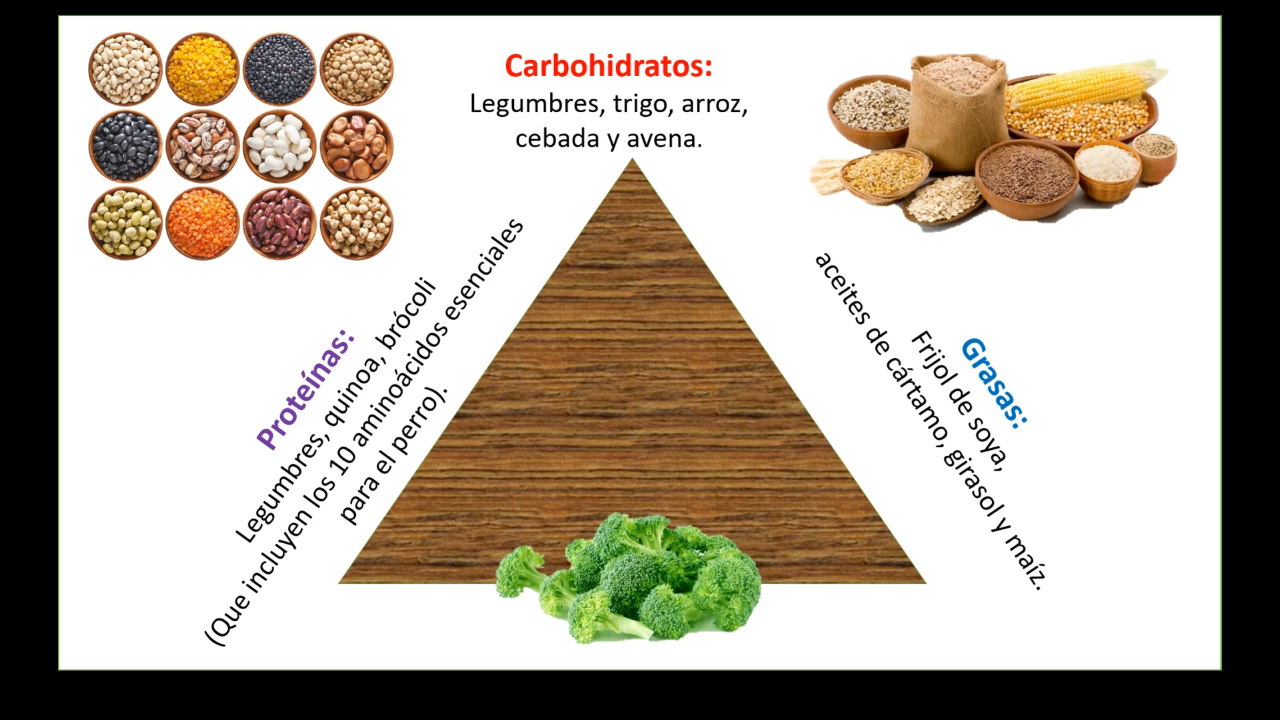 Carbohidratos:
Legumbres, trigo, arroz,
cebada y avena.
Proteínas:
Legumbres, quinoa, brócoli
(Que incluyen los 10 aminoácidos esenciales
para el perro).
Grasas:
Frijol de soya,
aceites de cártamo, girasol y maíz.